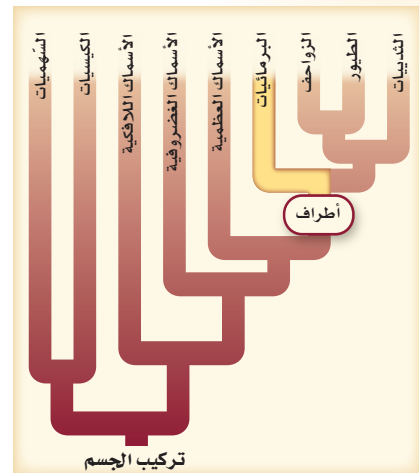 الثدييات
الطيور
الزواحف
البرمائيات
الأسماك العظمية
الأسماك الغضروفية
الأسماك اللافكية
الكيسيات
السهميات
أطراف
تركيب الجسم